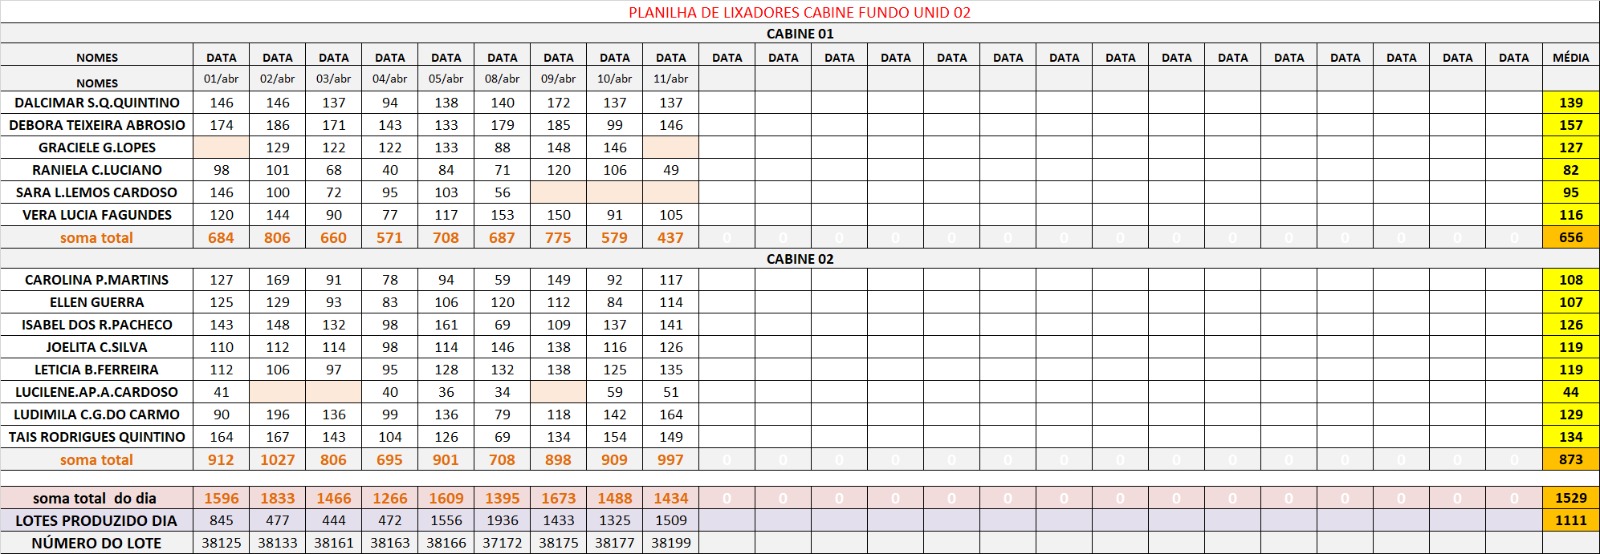 PLANILHA DE LIXADORES CABINE FUNDO UNID 02
CABINE 01
NOMES DATA DATA DATA DATA DATA DATA DATA DATA DATA DATA DATA DATA DATA DATA DATA DATA DATA DATA DATA DATA DATA DATA DATA DATA MÉDIA
NOMES 01/abr 02/abr 03/abr 04/abr 05/abr 08/abr 09/abr 10/abr 11/abr
DALCIMAR S.Q.QUINTINO 146 146 137 94 138 140 172 137 137 139
DEBORA TEIXEIRA ABROSIO 174 186 171 143 133 179 185 99 146 157
GRACIELE G.LOPES 129 122 122 133 88 148 146 127
RANIELA C.LUCIANO 98 101 68 40 84 71 120 106 49 82
SARA L.LEMOS CARDOSO 146 100 72 95 103 56 95
VERA LUCIA FAGUNDES 120 144 90 77 117 153 150 91 105 116
soma total 684 806 660 571 708 687 775 579 437 0 0 0 0 0 0 0 0 0 0 0 0 0 0 0 656
CABINE 02
CAROLINA P.MARTINS 127 169 91 78 94 59 149 92 117 108
ELLEN GUERRA 125 129 93 83 106 120 112 84 114 107
ISABEL DOS R.PACHECO 143 148 132 98 161 69 109 137 141 126
JOELITA C.SILVA 110 112 114 98 114 146 138 116 126 119
LETICIA B.FERREIRA 112 106 97 95 128 132 138 125 135 119
LUCILENE.AP.A.CARDOSO 41 40 36 34 59 51 44
LUDIMILA C.G.DO CARMO 90 196 136 99 136 79 118 142 164 129
TAIS RODRIGUES QUINTINO 164 167 143 104 126 69 134 154 149 134
soma total 912 1027 806 695 901 708 898 909 997 0 0 0 0 0 0 0 0 0 0 0 0 0 0 0 873
soma total do dia 1596 1833 1466 1266 1609 1395 1673 1488 1434 0 0 0 0 0 0 0 0 0 0 0 0 0 0 0 1529
LOTES PRODUZIDO DIA 845 477 444 472 1556 1936 1433 1325 1509 1111
NÚMERO DO LOTE 38125 38133 38161 38163 38166 37172 38175 38177 38199